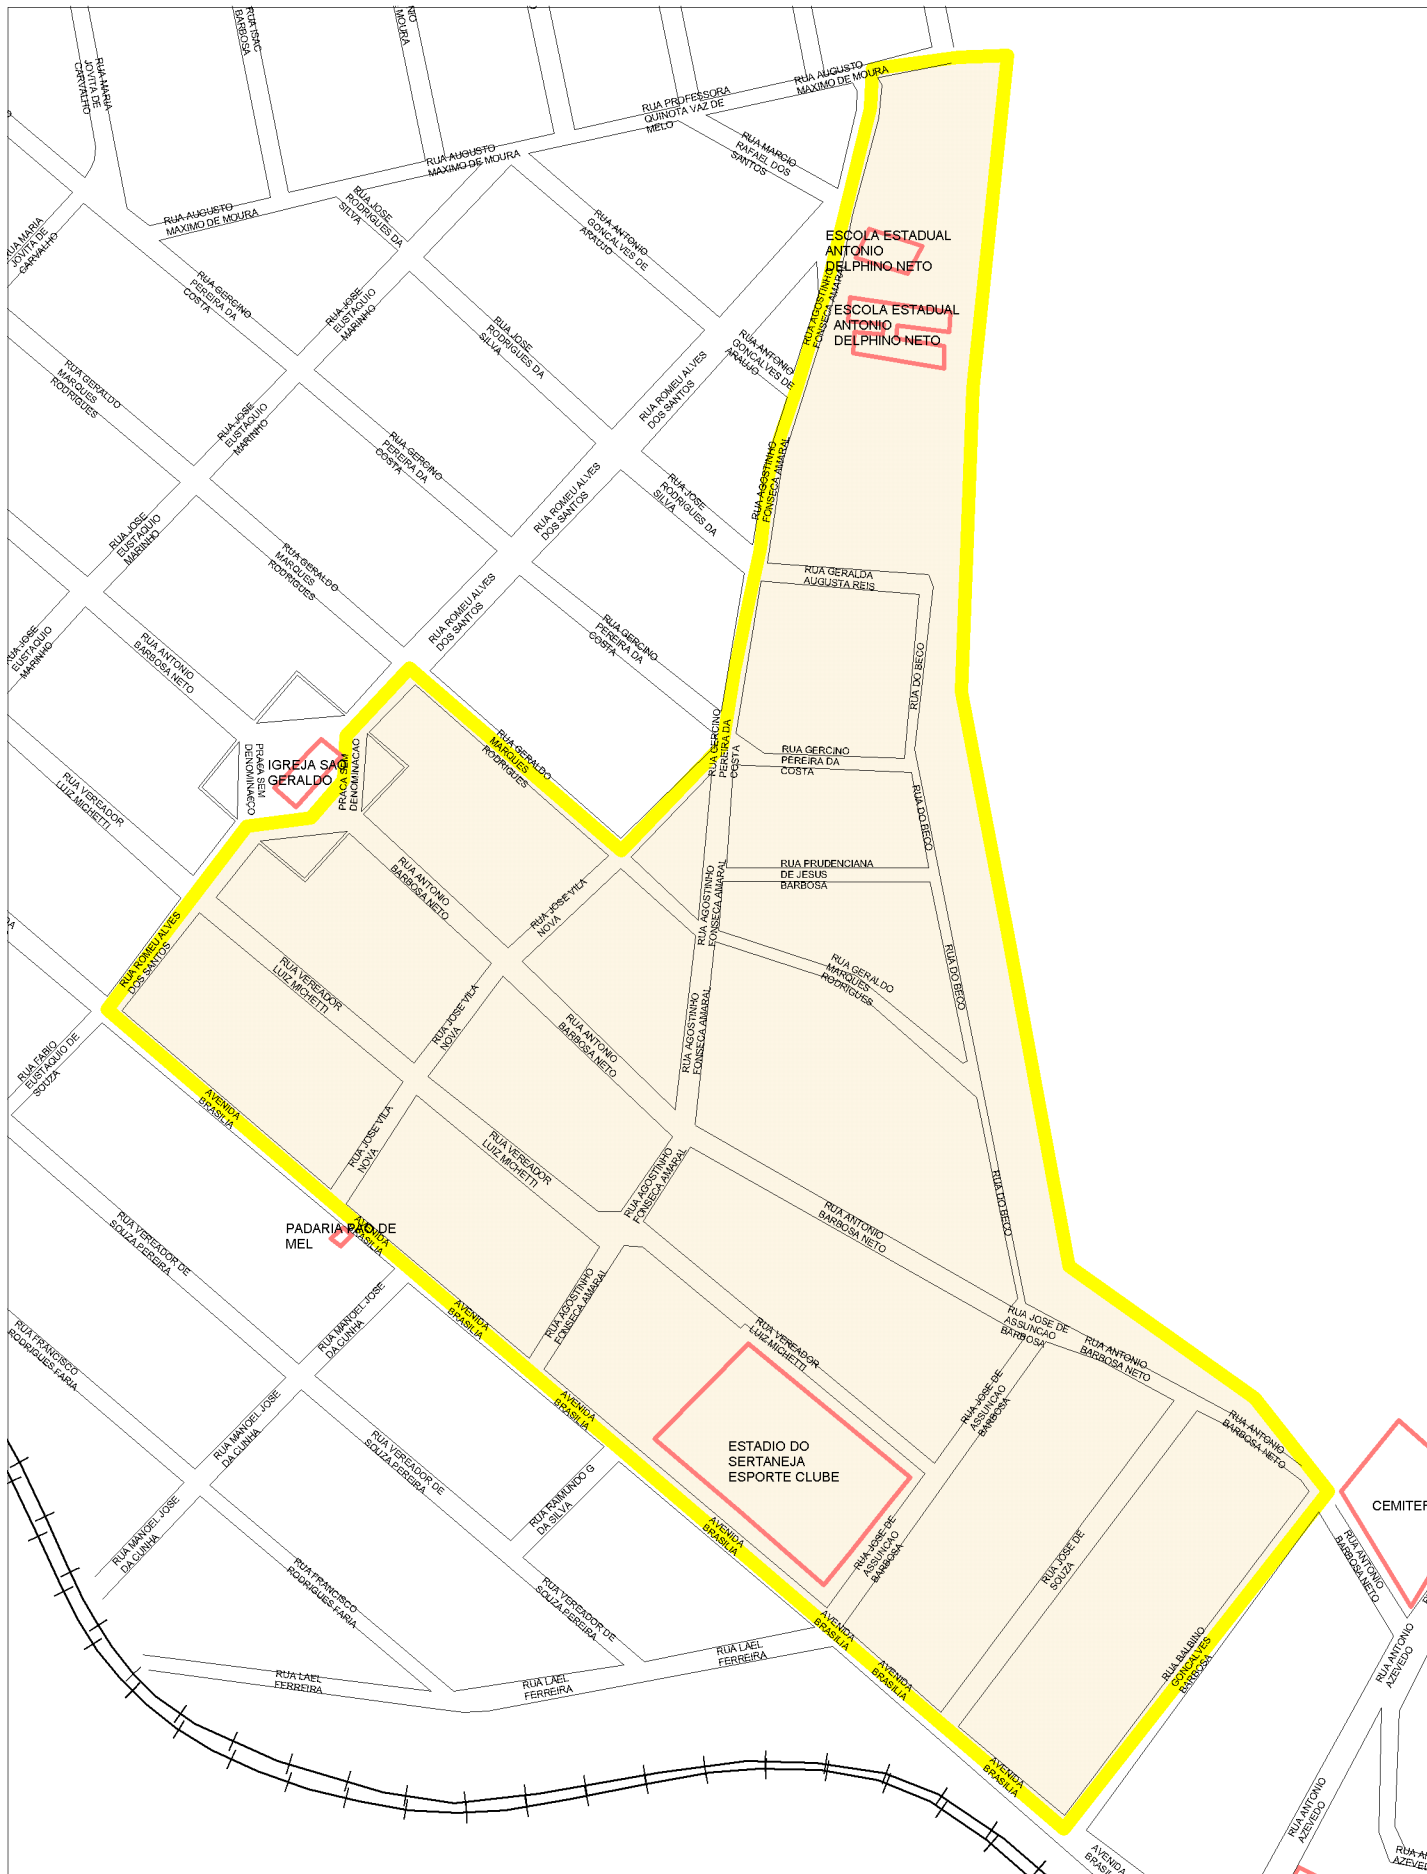 RUA ISAC
BARBOSA
MOURA
RUA MARIA
JOVITA DE
CARVALHO
RUA AUGUSTO
MAXIMO DE MOURA
RUA PROFESSORA
QUINOTA VAZ DE
MELO
RUA MARCIO
RAFAEL DOS
SANTOS
RUA AUGUSTO
MAXIMO DE MOURA
RUA JOSE
RODRIGUES DA
SILVA
RUA AUGUSTO
MAXIMO DE MOURA
RUA MARIA
JOVITA DE
CARVALHO
RUA ANTONIO
GONCALVES DE
ARAUJO
ESCOLA ESTADUAL
ANTONIO
DELPHINO NETO
RUA GERCINO
PEREIRA DA
COSTA
RUA JOSE
EUSTAQUIO
MARINHO
RUA AGOSTINHO
FONSECA AMARAL
ESCOLA ESTADUAL
ANTONIO
DELPHINO NETO
RUA JOSE
RODRIGUES DA
SILVA
RUA ANTONIO
GONCALVES DE
ARAUJO
RUA ROMEU ALVES
DOS SANTOS
RUA GERALDO
MARQUES
RODRIGUES
RUA JOSE
EUSTAQUIO
MARINHO
RUA GERCINO
PEREIRA DA
COSTA
RUA AGOSTINHO
FONSECA AMARAL
RUA ROMEU ALVES
DOS SANTOS
RUA JOSE
RODRIGUES DA
SILVA
RUA JOSE
EUSTAQUIO
MARINHO
RUA GERALDO
MARQUES
RODRIGUES
RUA GERALDA
AUGUSTA REIS
RUA ROMEU ALVES
DOS SANTOS
RUA GERCINO
PEREIRA DA
COSTA
RUA JOSE
EUSTAQUIO
MARINHO
RUA ANTONIO
BARBOSA NETO
RUA DO BECO
RUA GERALDO
MARQUES
RODRIGUES
RUA GERCINO
PEREIRA DA
COSTA
RUA GERCINO
PEREIRA DA
COSTA
PRACA SEM
DENOMINAÇO
IGREJA SAO
GERALDO
PRACA SEM
DENOMINACAO
RUA VEREADOR
LUIZ MICHETTI
RUA DO BECO
RUA PRUDENCIANA
DE JESUS
BARBOSA
RUA ANTONIO
BARBOSA NETO
RUA JOSE VILA
NOVA
RUA AGOSTINHO
FONSECA AMARAL
RUA ROMEU ALVES
DOS SANTOS
RUA VEREADOR
LUIZ MICHETTI
RUA GERALDO
MARQUES
RODRIGUES
RUA DO BECO
RUA JOSE VILA
NOVA
RUA ANTONIO
BARBOSA NETO
RUA AGOSTINHO
FONSECA AMARAL
RUA FABIO
EUSTAQUIO DE
SOUZA
AVENIDA
BRASILIA
RUA JOSE VILA
NOVA
RUA VEREADOR
LUIZ MICHETTI
RUA AGOSTINHO
FONSECA AMARAL
RUA DO BECO
RUA ANTONIO
BARBOSA NETO
RUA VEREADOR DE
SOUZA PEREIRA
PADARIA PAO DE
MEL
AVENIDA
BRASILIA
RUA AGOSTINHO
FONSECA AMARAL
RUA FRANCISCO
RODRIGUES FARIA
RUA MANOEL JOSE
DA CUNHA
AVENIDA
BRASILIA
RUA VEREADOR
LUIZ MICHETTI
RUA JOSE DE
ASSUNCAO
BARBOSA
RUA ANTONIO
BARBOSA NETO
RUA MANOEL JOSE
DA CUNHA
AVENIDA
BRASILIA
RUA JOSE DE
ASSUNCAO
BARBOSA
RUA ANTONIO
BARBOSA NETO
RUA VEREADOR DE
SOUZA PEREIRA
ESTADIO DO
SERTANEJA
ESPORTE CLUBE
RUA RAIMUNDO G
DA SILVA
CEMITER
RUA MANOEL JOSE
DA CUNHA
AVENIDA
BRASILIA
RUA JOSE DE
ASSUNCAO
BARBOSA
RUA JOSE DE
SOUZA
RUA ANTONIO
BARBOSA NETO
RUA FRANCISCO
RODRIGUES FARIA
RUA VEREADOR DE
SOUZA PEREIRA
AVENIDA
BRASILIA
RUA BALBINO
GONCALVES
BARBOSA
RUA ANTONIO
AZEVEDO
RUA LAEL
FERREIRA
RUA LAEL
FERREIRA
RUA LAEL
FERREIRA
AVENIDA
BRASILIA
AVENIDA
BRASILIA
RUA ANTONIO
AZEVEDO
AVENIDA